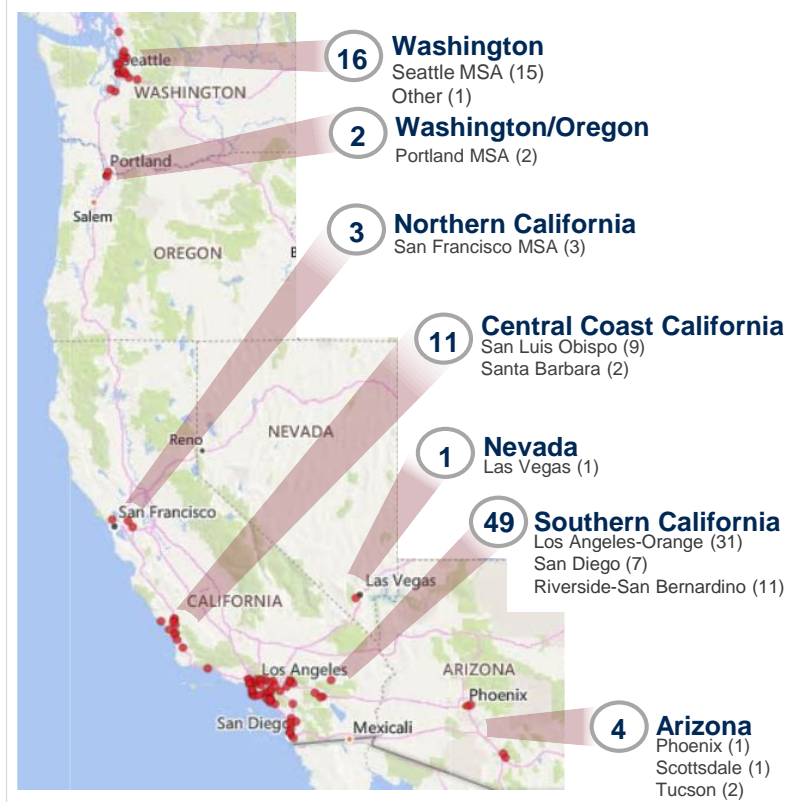 16
Washington
Seattle MSA (15)
Other (1)
2
Washington/Oregon
Portland MSA (2)
3
Northern California
San Francisco MSA (3)
11
Central Coast California
San Luis Obispo (9)
Santa Barbara (2)
1
Nevada
Las Vegas (1)
49
Southern California
Los Angeles-Orange (31)
San Diego (7)
Riverside-San Bernardino (11)
4
Arizona
Phoenix (1)
Scottsdale (1)
Tucson (2)
Seattle
WASHINGTON
Portland
Salem
OREGON
Reno
NEVADA
San Francisco
CALIFORNIA
Las Vegas
Los Angeles
ARIZONA
Phoenix
San Diego
Mexicali